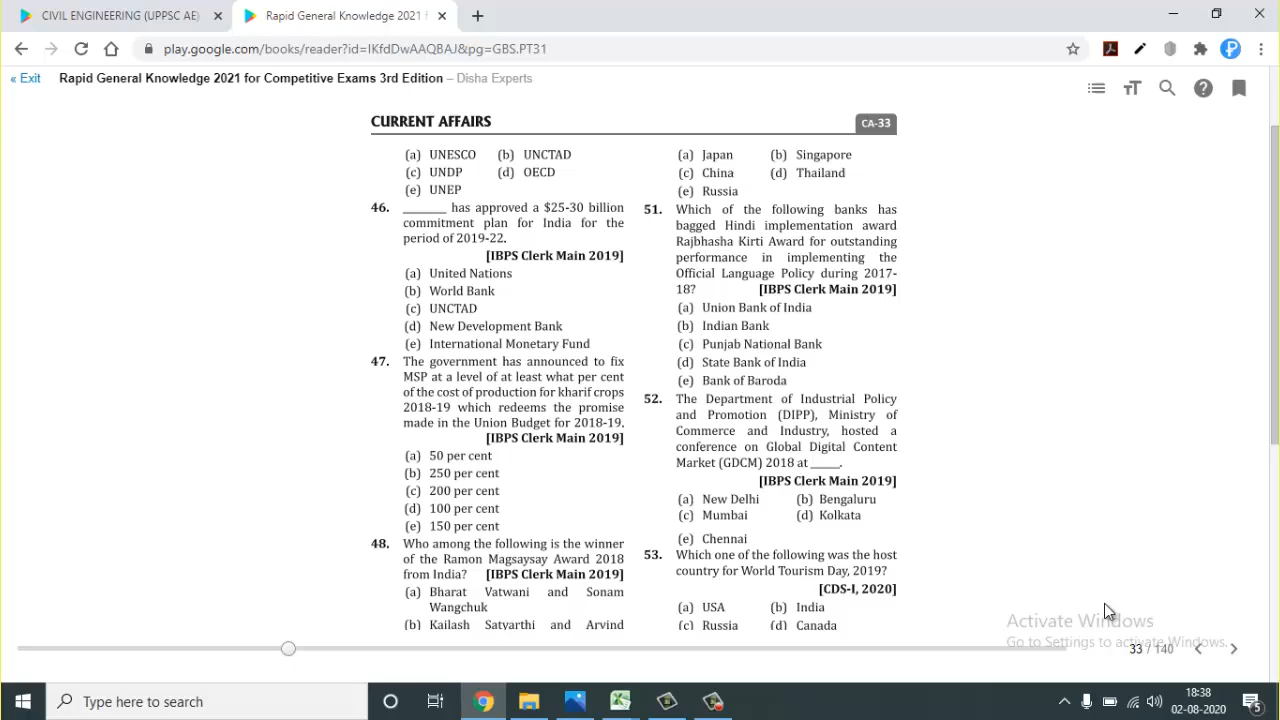 CIVIL ENGINEERING (UPPSC AE)
Rapid General Knowledge 2021 f
play.google.com/books/reader?id=IKfdDwAAQBAJ&pg=GBS.PT31
« Exit Rapid General Knowledge 2021 for Competitive Exams 3rd Edition – Disha Experts
CURRENT AFFAIRS
CA-33
(a) UNESCO (b) UNCTAD
(c) UNDP (d) OECD
(e) UNEP
46. _______ has approved a $25-30 billion
commitment plan for India for the
period of 2019-22.
[IBPS Clerk Main 2019]
(a) United Nations
(b) World Bank
(c) UNCTAD
(d) New Development Bank
(e) International Monetary Fund
47. The government has announced to fix
MSP at a level of at least what per cent
of the cost of production for kharif crops
2018-19 which redeems the promise
made in the Union Budget for 2018-19.
[IBPS Clerk Main 2019]
(a) 50 per cent
(b) 250 per cent
(c) 200 per cent
(d) 100 per cent
(e) 150 per cent
48. Who among the following is the winner
of the Ramon Magsaysay Award 2018
from India? [IBPS Clerk Main 2019]
(a) Bharat Vatwani and Sonam
Wangchuk
(b) Kailash Satyarthi and Arvind
(a) Japan (b) Singapore
(c) China (d) Thailand
(e) Russia
51. Which of the following banks has
bagged Hindi implementation award
Rajbhasha Kirti Award for outstanding
performance in implementing the
Official Language Policy during 2017-
18? [IBPS Clerk Main 2019]
(a) Union Bank of India
(b) Indian Bank
(c) Punjab National Bank
(d) State Bank of India
(e) Bank of Baroda
52. The Department of Industrial Policy
and Promotion (DIPP), Ministry of
Commerce and Industry, hosted a
conference on Global Digital Content
Market (GDCM) 2018 at _____.
[IBPS Clerk Main 2019]
(a) New Delhi (b) Bengaluru
(c) Mumbai (d) Kolkata
(e) Chennai
53. Which one of the following was the host
country for World Tourism Day, 2019?
[CDS-I, 2020]
(a) USA (b) India
(c) Russia (d) Canada
Activate Windows
Go to Settings to activate Windows.
33 / 140
Type here to search
18:38
02-08-2020
5